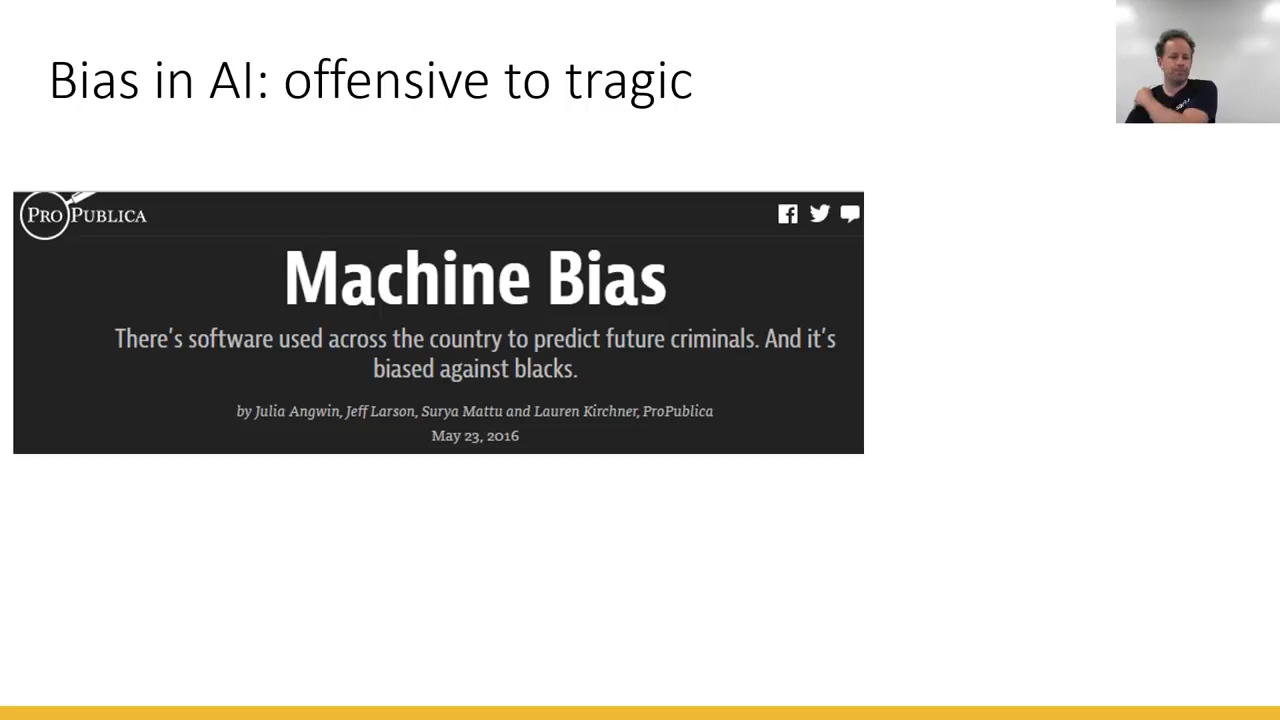 Bias in AI: offensive to tragic
PROPUBLICA
Machine Bias
There's software used across the country to predict future criminals. And it's
biased against blacks.
by Julia Angwin, Jeff Larson, Surya Mattu and Lauren Kirchner, ProPublica
May 23, 2016